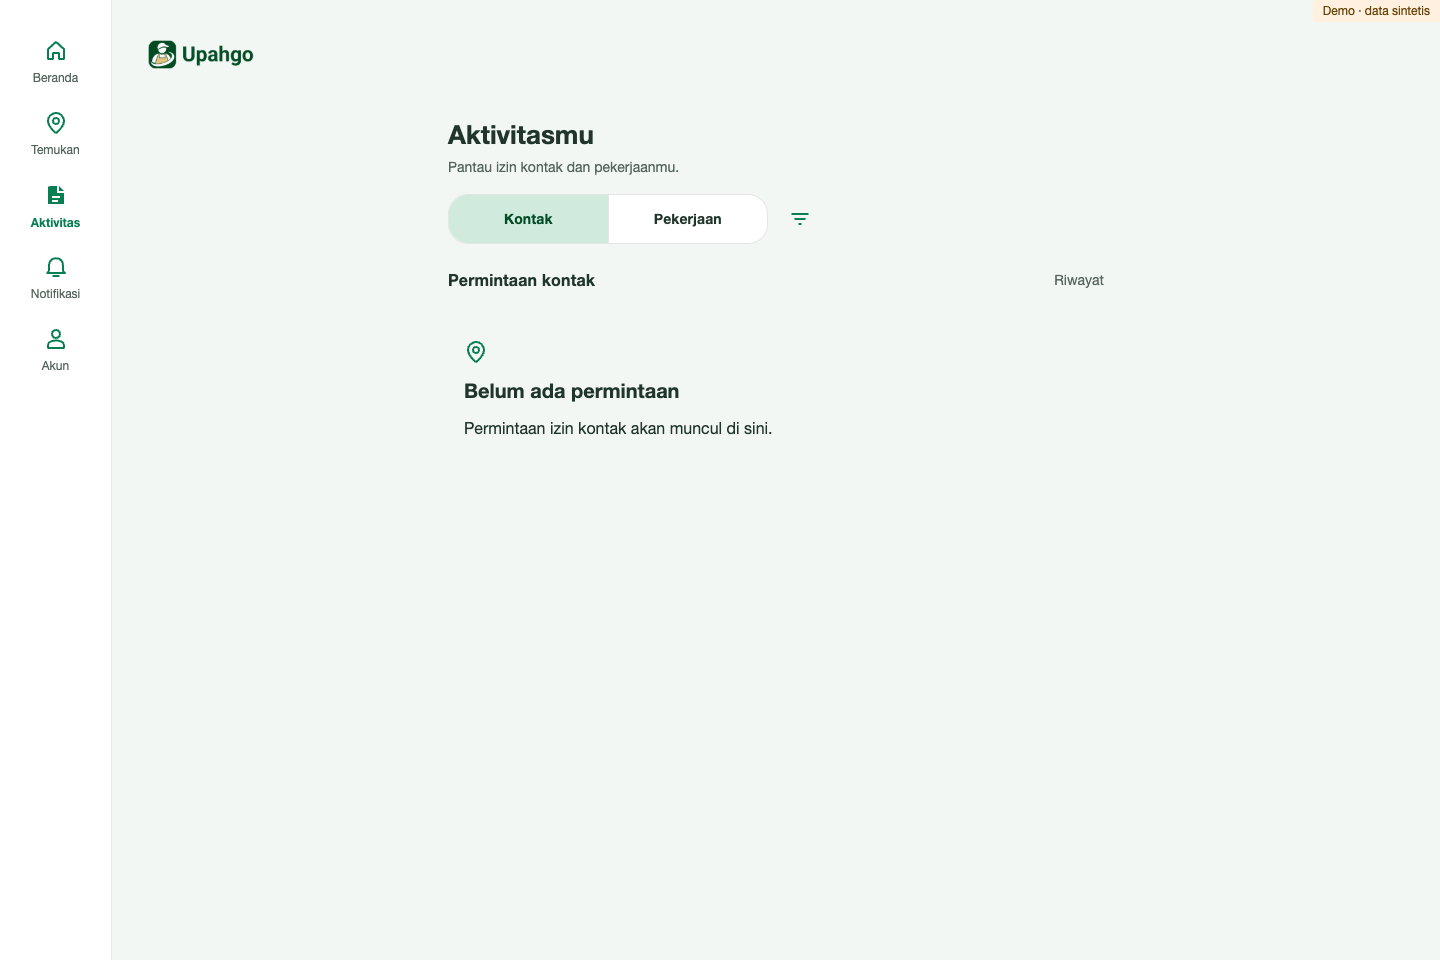 Demo · data sintetis
Upahgo
Beranda
Temukan
Aktivitas
Notifikasi
Akun
Aktivitasmu
Pantau izin kontak dan pekerjaanmu.
Kontak
Pekerjaan
Permintaan kontak
Riwayat
Belum ada permintaan
Permintaan izin kontak akan muncul di sini.